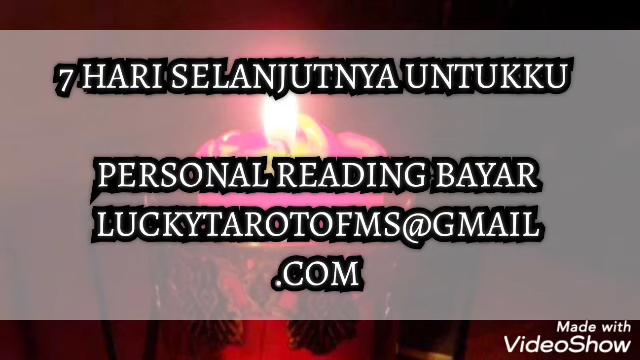 7 HARI SELANJUTNYA UNTUKKU
PERSONAL READING BAYAR
LUCKYTAROTOFMS@GMAIL
.COM
Made with
VideoShow